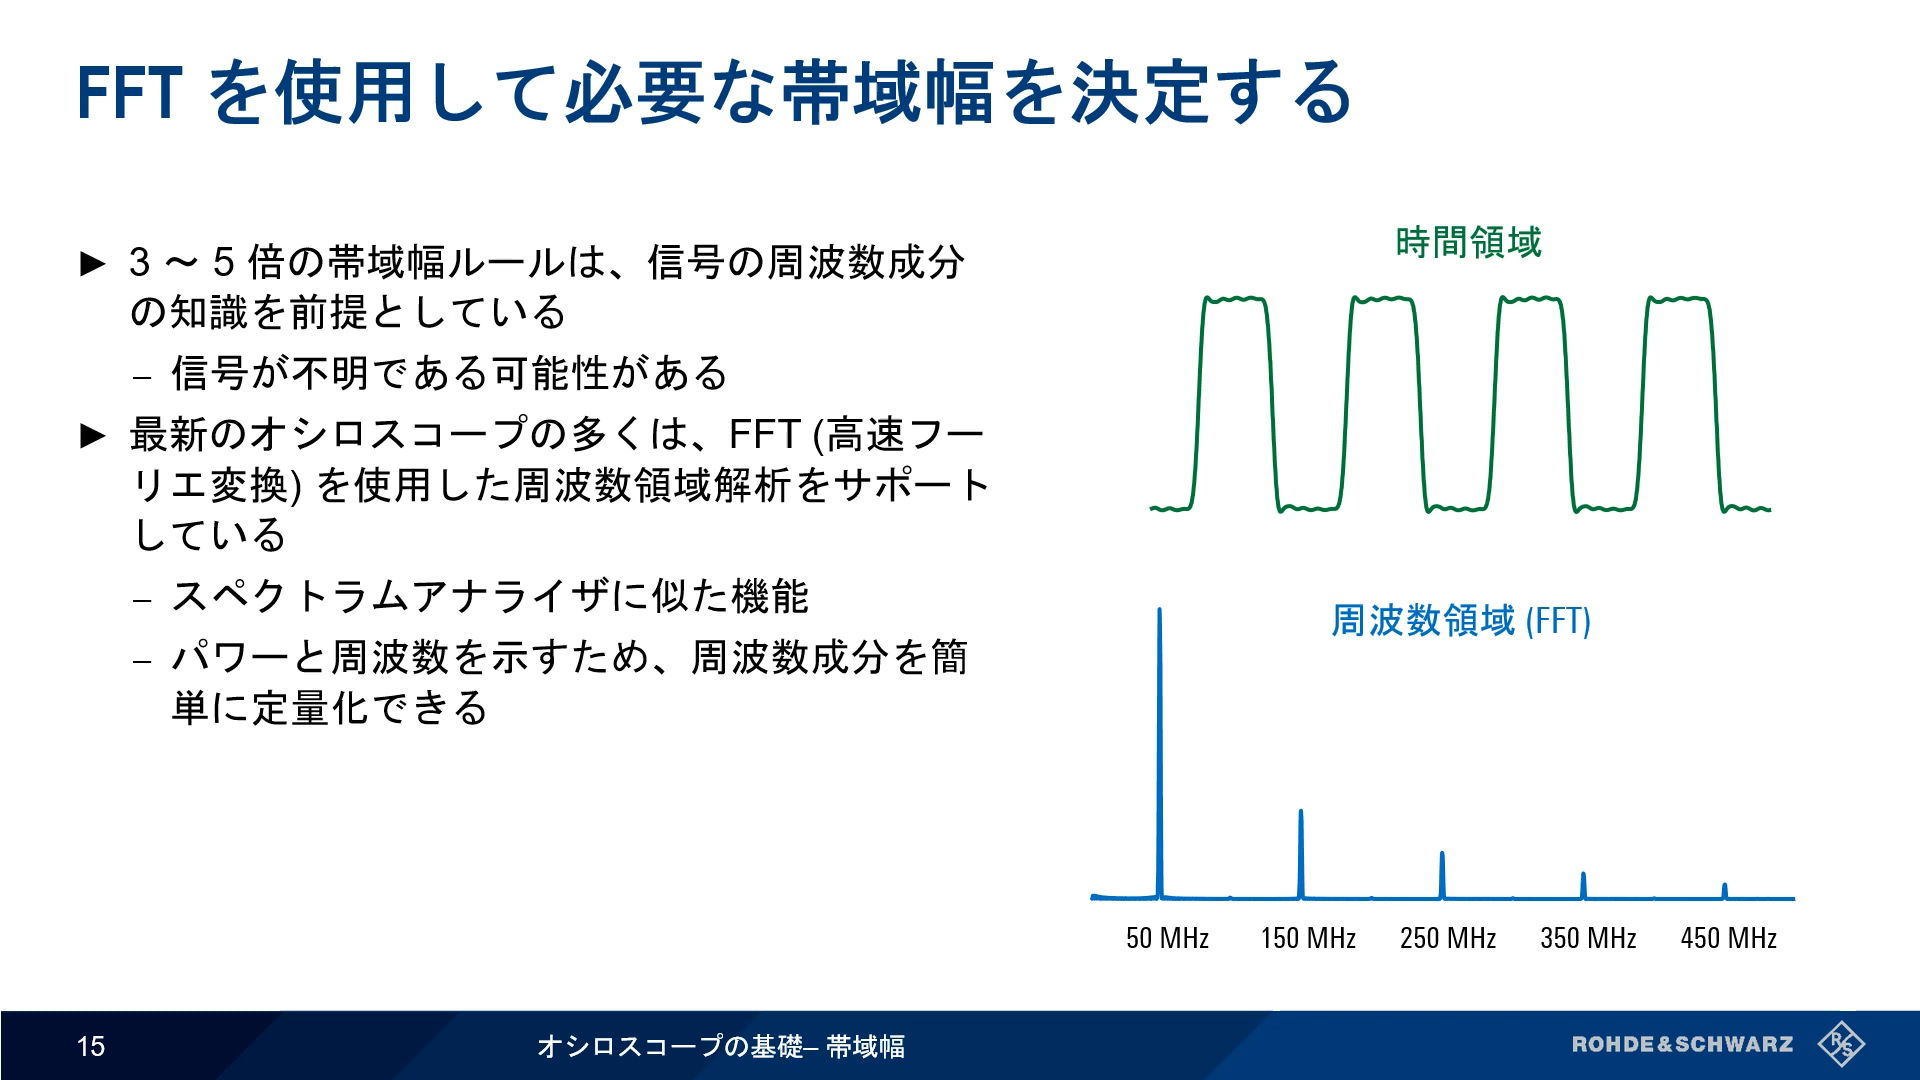 FFT を使用して必要な帯域幅を決定する
► 3 ～ 5 倍の帯域幅ルールは、信号の周波数成分
の知識を前提としている
– 信号が不明である可能性がある
► 最新のオシロスコープの多くは、FFT (高速フー
リエ変換) を使用した周波数領域解析をサポート
している
– スペクトラムアナライザに似た機能
– パワーと周波数を示すため、周波数成分を簡
単に定量化できる
時間領域
周波数領域 (FFT)
50 MHz 150 MHz 250 MHz 350 MHz 450 MHz
15
オシロスコープの基礎– 帯域幅
ROHDE&SCHWARZ
R&S